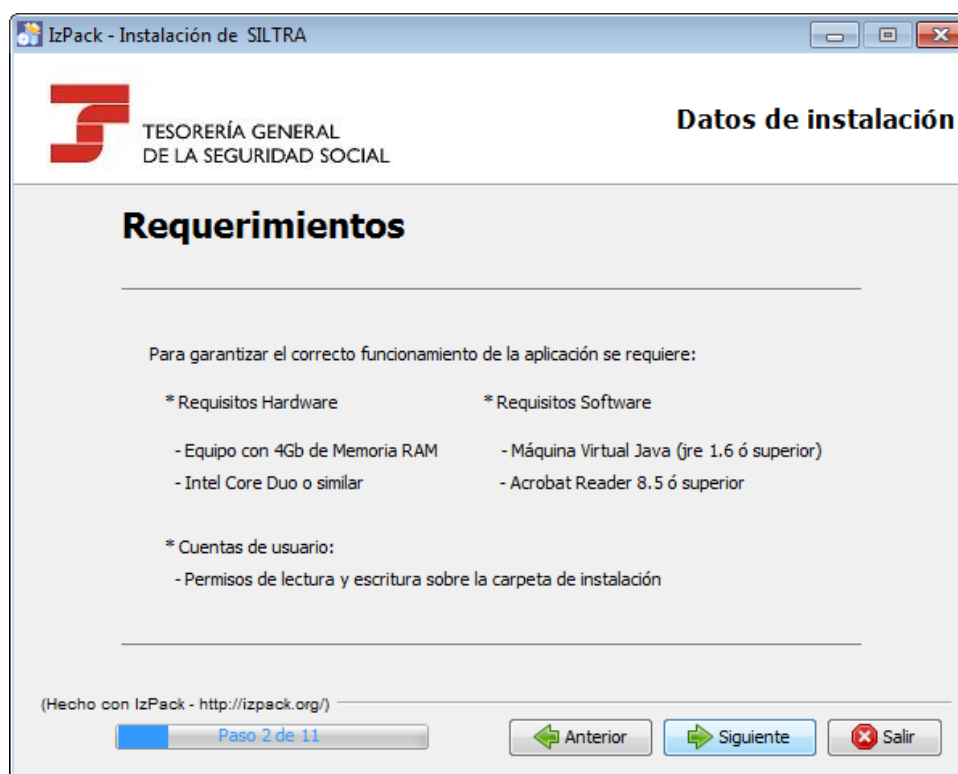 IzPack - Instalación de SILTRA
TESORERÍA GENERAL
DE LA SEGURIDAD SOCIAL
Datos de instalación
Requerimientos
Para garantizar el correcto funcionamiento de la aplicación se requiere:
* Requisitos Hardware
- Equipo con 4Gb de Memoria RAM
- Intel Core Duo o similar
* Requisitos Software
- Máquina Virtual Java (jre 1.6 ó superior)
- Acrobat Reader 8.5 ó superior
* Cuentas de usuario:
- Permisos de lectura y escritura sobre la carpeta de instalación
(Hecho con IzPack - http://izpack.org/)
Paso 2 de 11
Anterior
Siguiente
Salir